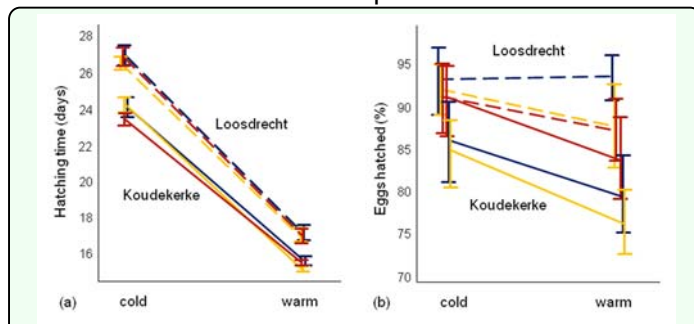 28
26
24
22
20
18
16
Hatching time (days)
Loosdrecht
Koudekerke
(a)
cold
warm
95
90
85
80
75
70
Eggs hatched (%)
Loosdrecht
Koudekerke
(b)
cold
warm